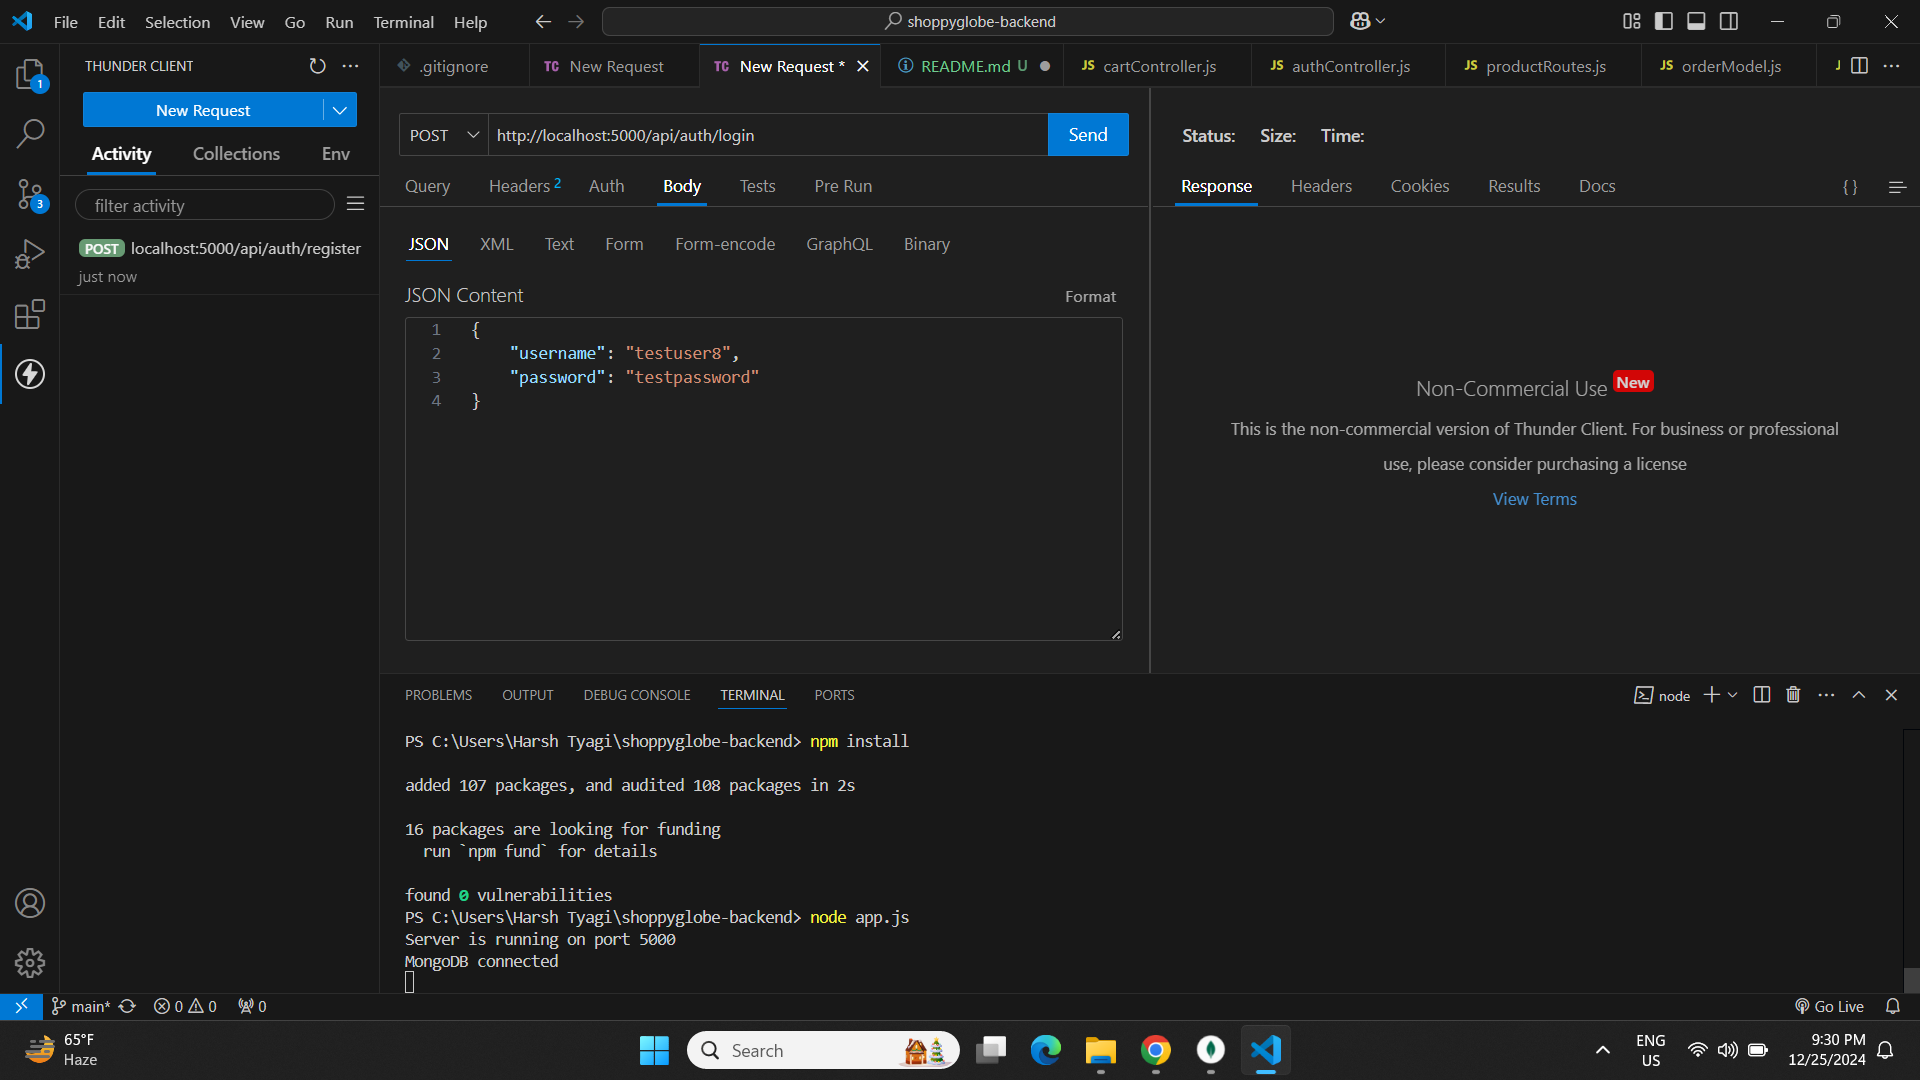 File Edit Selection View Go Run Terminal Help
shoppyglobe-backend
THUNDER CLIENT
.gitignore
TC New Request
TC New Request *
README.md U
JS cartController.js
JS authController.js
JS productRoutes.js
JS orderModel.js
1
New Request
POST
http://localhost:5000/api/auth/login
Send
Status: Size: Time:
Activity Collections Env
Query Headers 2 Auth Body Tests Pre Run
Response Headers Cookies Results Docs
{}
3
filter activity
POST localhost:5000/api/auth/register
just now
JSON XML Text Form Form-encode GraphQL Binary
JSON Content
Format
1 {
2 "username": "testuser8",
3 "password": "testpassword"
4 }
Non-Commercial Use New
This is the non-commercial version of Thunder Client. For business or professional
use, please consider purchasing a license
View Terms
PROBLEMS OUTPUT DEBUG CONSOLE TERMINAL PORTS
node
PS C:\Users\Harsh Tyagi\shoppyglobe-backend> npm install
added 107 packages, and audited 108 packages in 2s
16 packages are looking for funding
run `npm fund` for details
found 0 vulnerabilities
PS C:\Users\Harsh Tyagi\shoppyglobe-backend> node app.js
Server is running on port 5000
MongoDB connected
main* 0 0 0
Go Live
65°F
Haze
Search
ENG
US
9:30 PM
12/25/2024